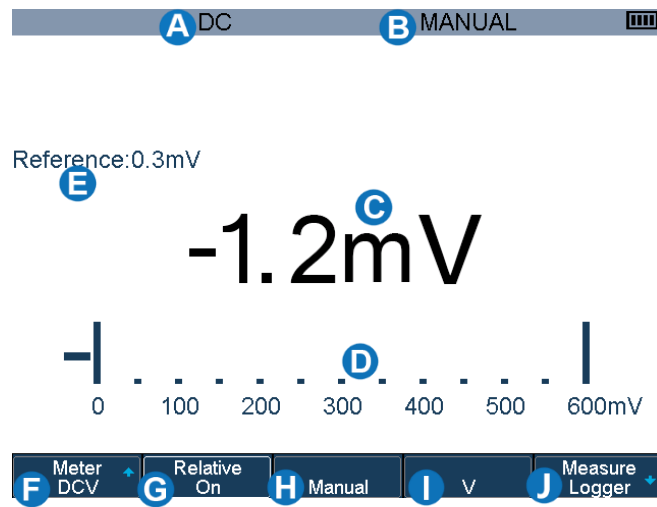 A DC B MANUAL
Reference:0.3mV
E
C
-1.2mV
D
0 100 200 300 400 500 600mV
Meter Relative Measure
F DCV G On H Manual I V J Logger